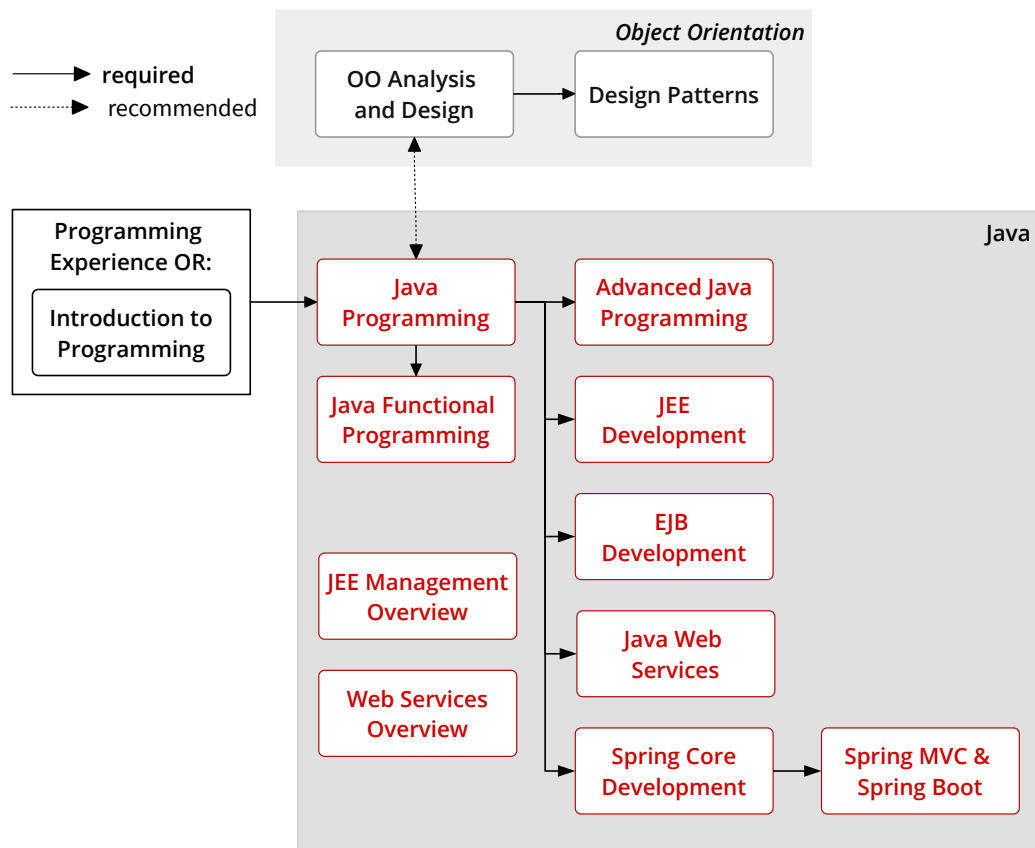 Object Orientation
required
recommended
OO Analysis
and Design
Design Patterns
Programming
Experience OR:
Introduction to
Programming
Java
Java
Programming
Advanced Java
Programming
Java Functional
Programming
JEE
Development
EJB
Development
JEE Management
Overview
Java Web
Services
Web Services
Overview
Spring Core
Development
Spring MVC &
Spring Boot